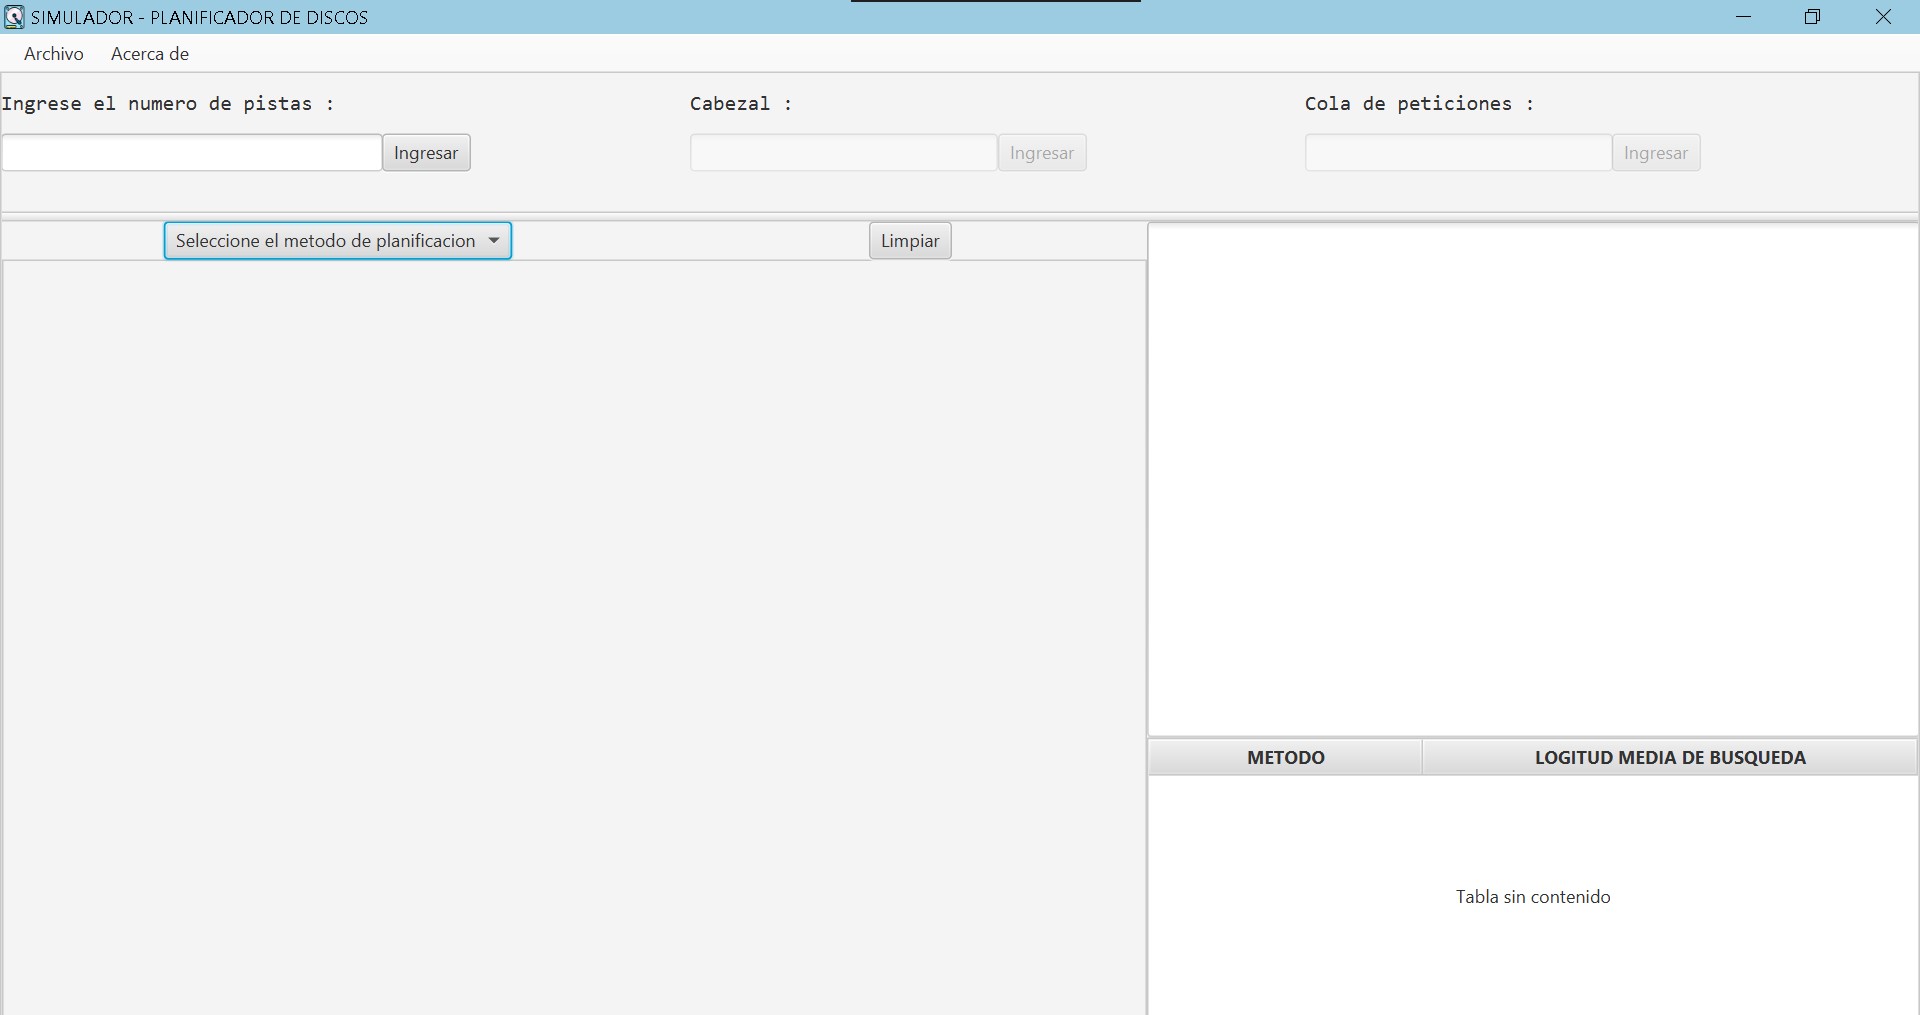 SIMULADOR - PLANIFICADOR DE DISCOS
Archivo Acerca de
Ingrese el numero de pistas : Cabezal : Cola de peticiones :
Ingresar Ingresar Ingresar
Seleccione el metodo de planificacion Limpiar
METODO LOGITUD MEDIA DE BUSQUEDA
Tabla sin contenido